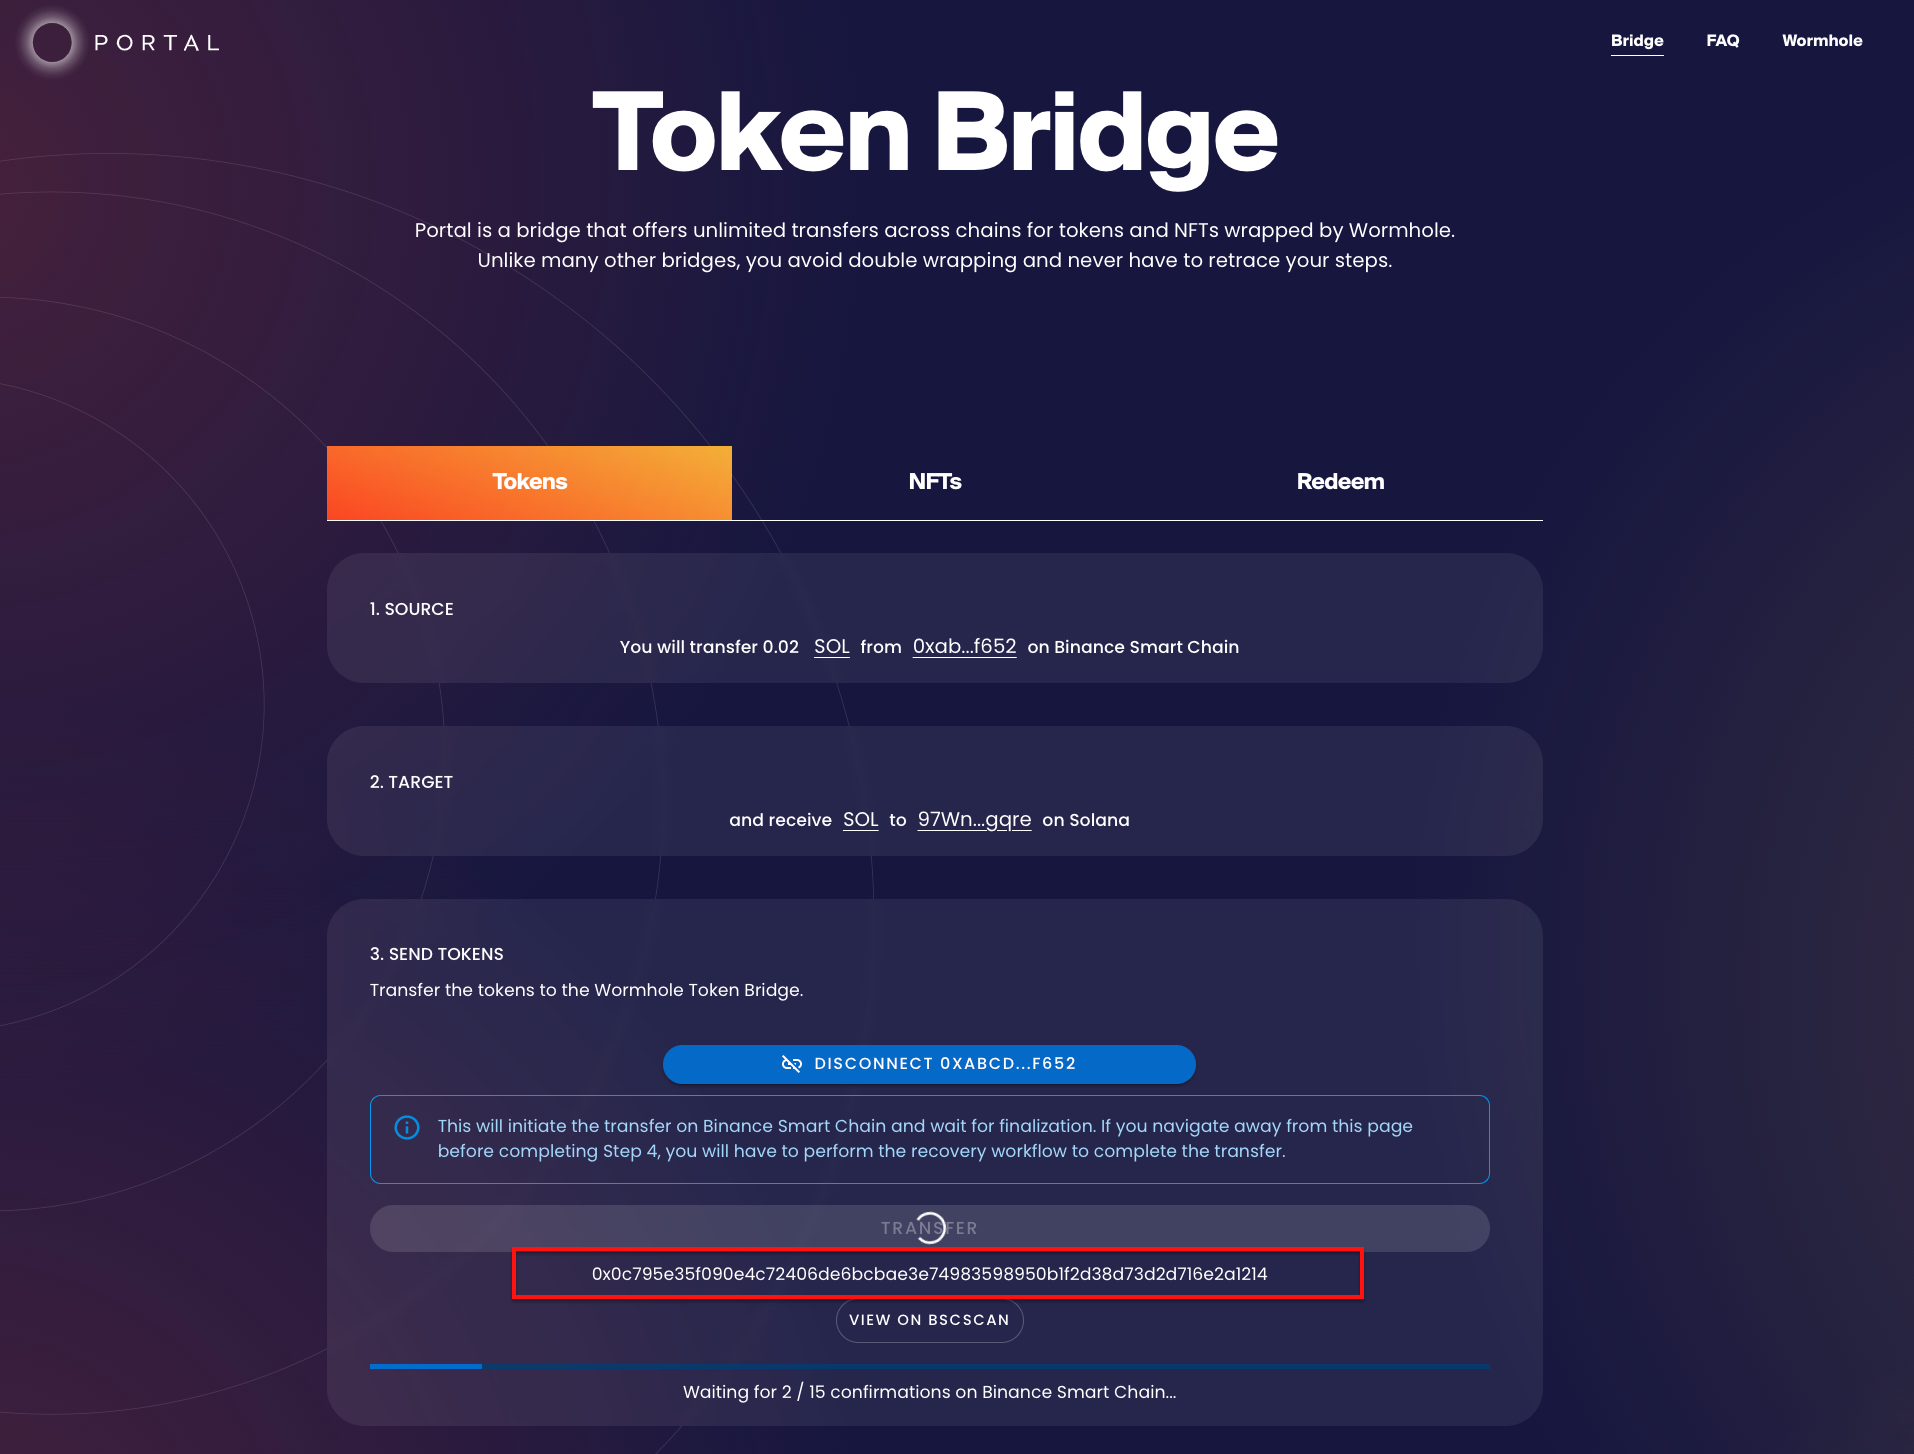 PORTAL
Bridge
FAQ
Wormhole
Token Bridge
Portal is a bridge that offers unlimited transfers across chains for tokens and NFTs wrapped by Wormhole.
Unlike many other bridges, you avoid double wrapping and never have to retrace your steps.
Tokens
NFTs
Redeem
1. SOURCE
You will transfer 0.02 SOL from 0xab...f652 on Binance Smart Chain
2. TARGET
and receive SOL to 97Wn...gqre on Solana
3. SEND TOKENS
Transfer the tokens to the Wormhole Token Bridge.
DISCONNECT 0XABCD...F652
This will initiate the transfer on Binance Smart Chain and wait for finalization. If you navigate away from this page
before completing Step 4, you will have to perform the recovery workflow to complete the transfer.
TRANSFER
0x0c795e35f090e4c72406de6bcbae3e74983598950b1f2d38d73d2d716e2a1214
VIEW ON BSCSCAN
Waiting for 2 / 15 confirmations on Binance Smart Chain...